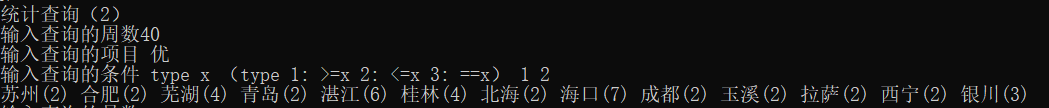 统计查询（2）
输入查询的周数40
输入查询的项目 优
输入查询的条件 type x （type 1: >=x 2: <=x 3: ==x） 1 2
苏州(2) 合肥(2) 芜湖(4) 青岛(2) 湛江(6) 桂林(4) 北海(2) 海口(7) 成都(2) 玉溪(2) 拉萨(2) 西宁(2) 银川(3)